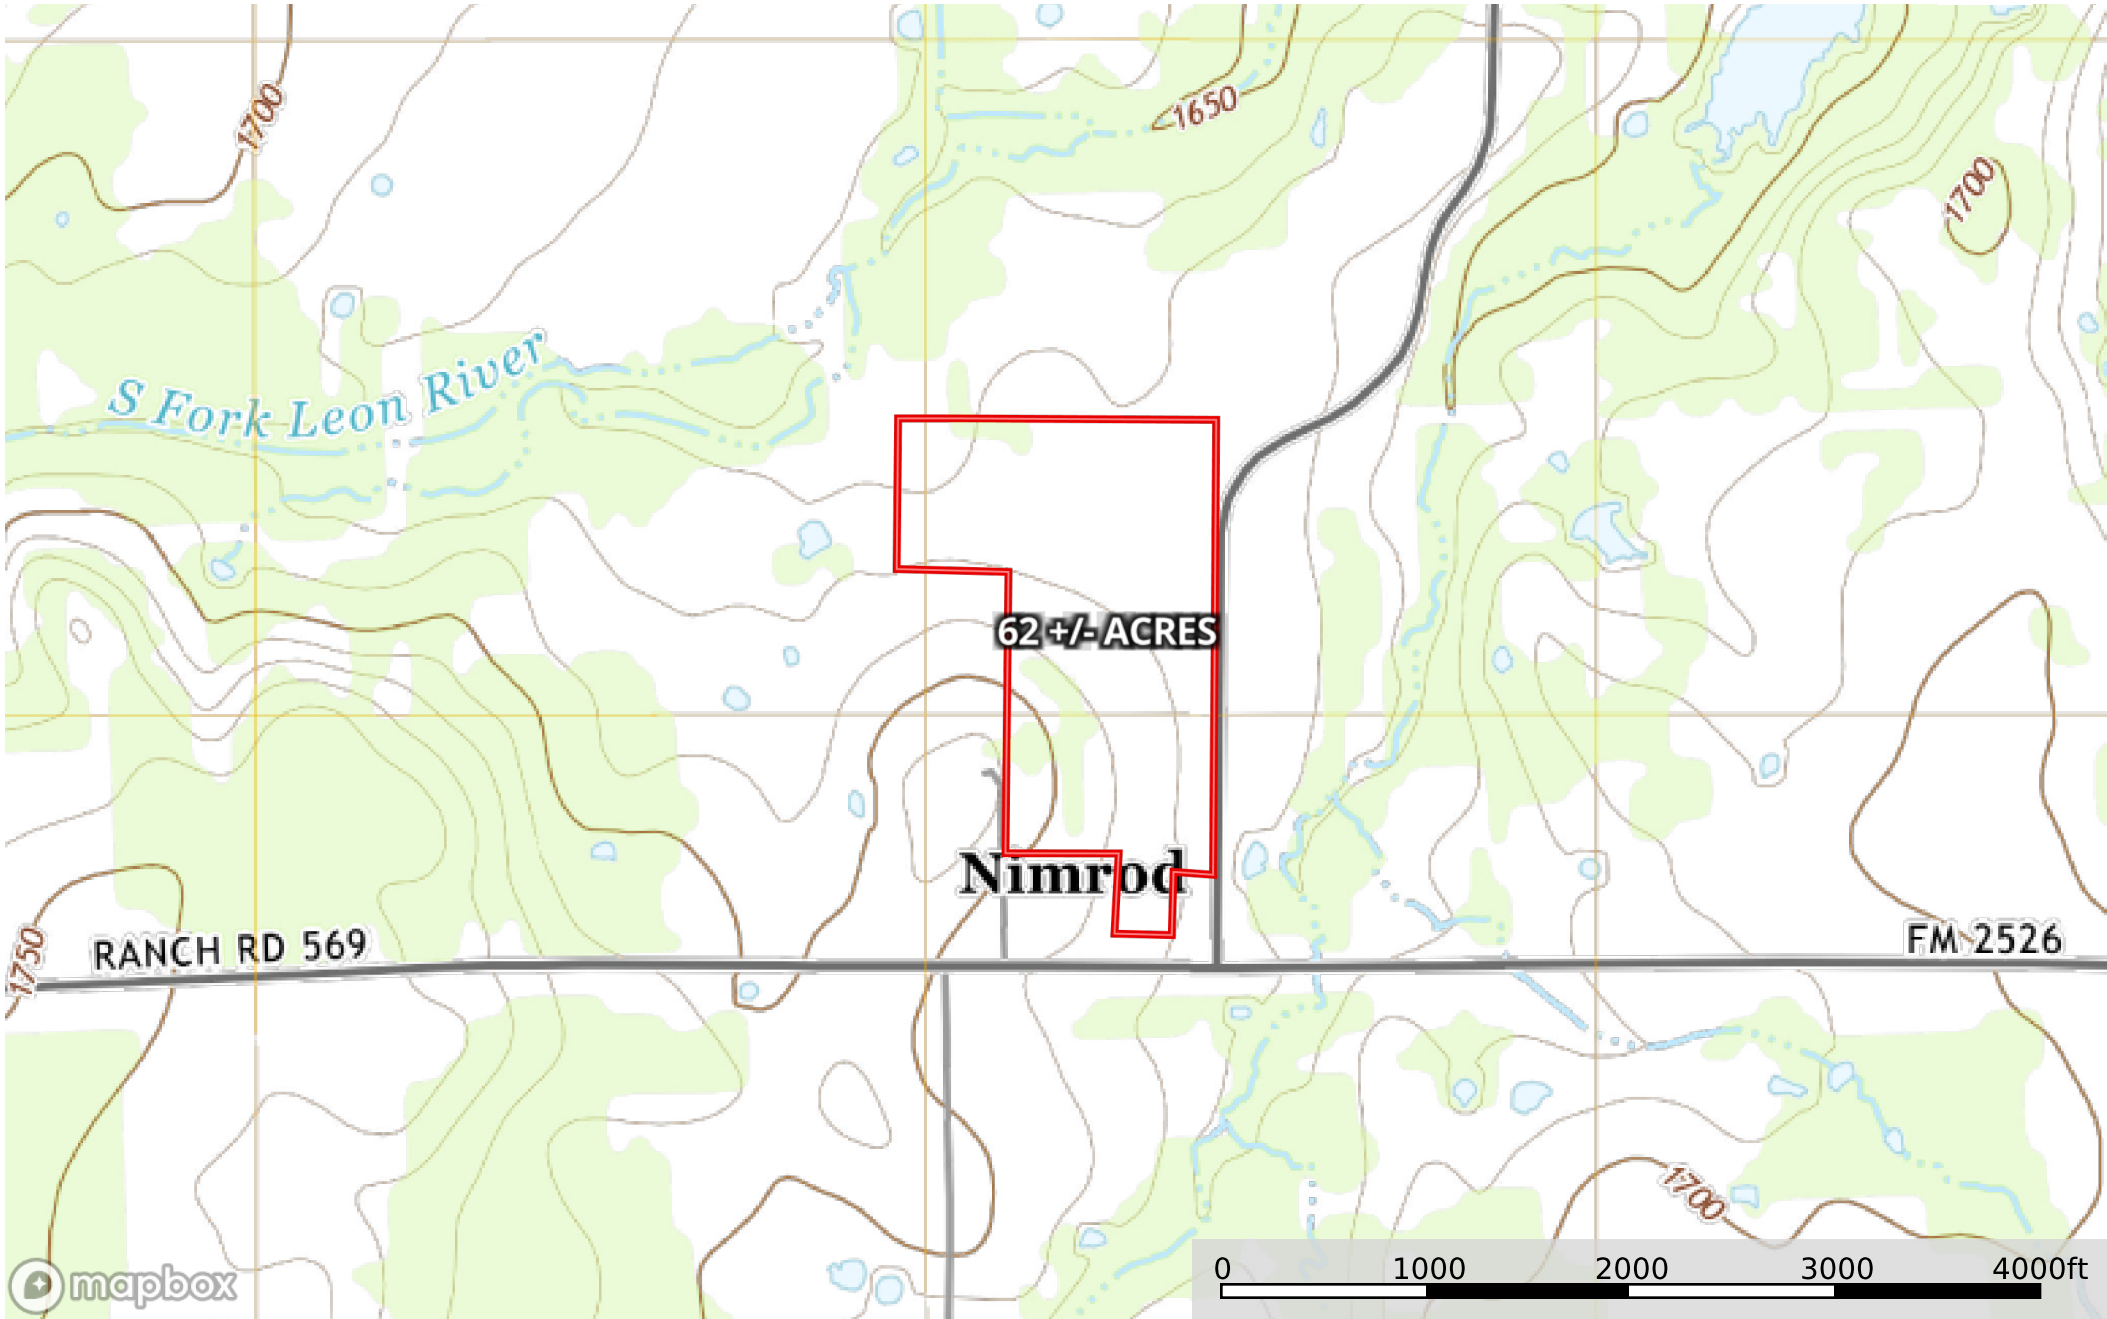 1700
1650
1700
S Fork Leon River
62 +/- ACRES
Nimrod
1750
RANCH RD 569
FM 2526
1700
mapbox
0 1000 2000 3000 4000ft